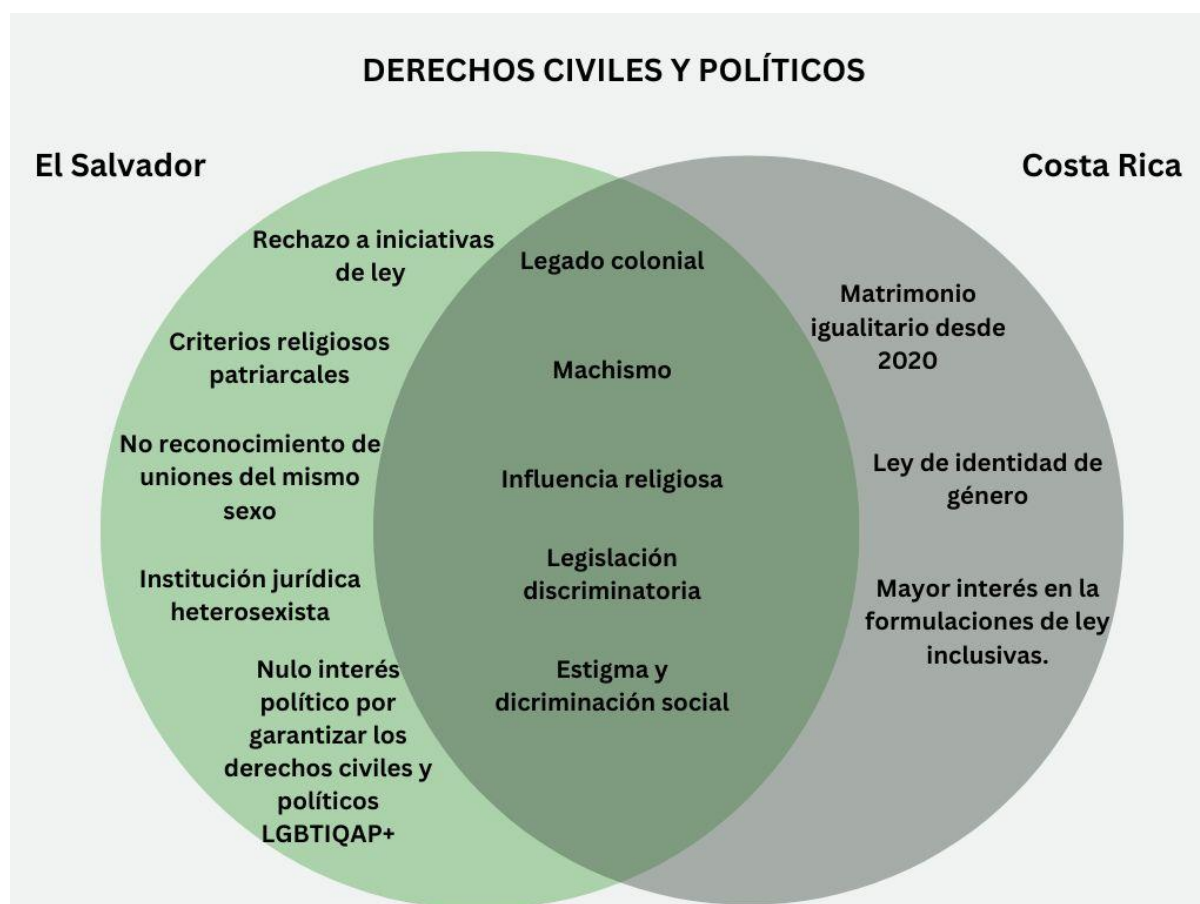 DERECHOS CIVILES Y POLÍTICOS
El Salvador
Costa Rica
Rechazo a iniciativas
de ley
Criterios religiosos
patriarcales
No reconocimiento de
uniones del mismo
sexo
Institución jurídica
heterosexista
Nulo interés
político por
garantizar los
derechos civiles y
políticos
LGBTIQAP+
Legado colonial
Machismo
Influencia religiosa
Legislación
discriminatoria
Estigma y
dicriminación social
Matrimonio
igualitario desde
2020
Ley de identidad de
género
Mayor interés en la
formulaciones de ley
inclusivas.